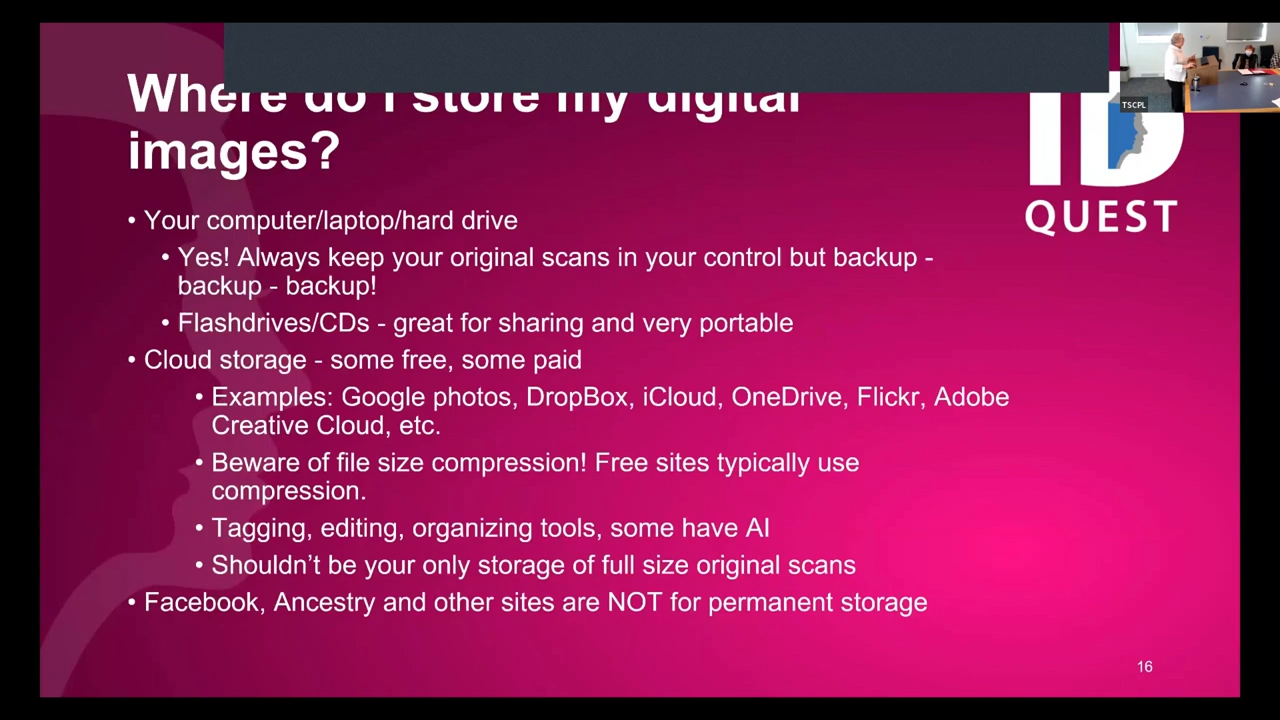 Where do I store my digital
images?
• Your computer/laptop/hard drive
• Yes! Always keep your original scans in your control but backup -
backup - backup!
• Flashdrives/CDs - great for sharing and very portable
• Cloud storage - some free, some paid
• Examples: Google photos, DropBox, iCloud, OneDrive, Flickr, Adobe
Creative Cloud, etc.
• Beware of file size compression! Free sites typically use
compression.
• Tagging, editing, organizing tools, some have AI
• Shouldn’t be your only storage of full size original scans
• Facebook, Ancestry and other sites are NOT for permanent storage
TSCPL
ID
QUEST
16